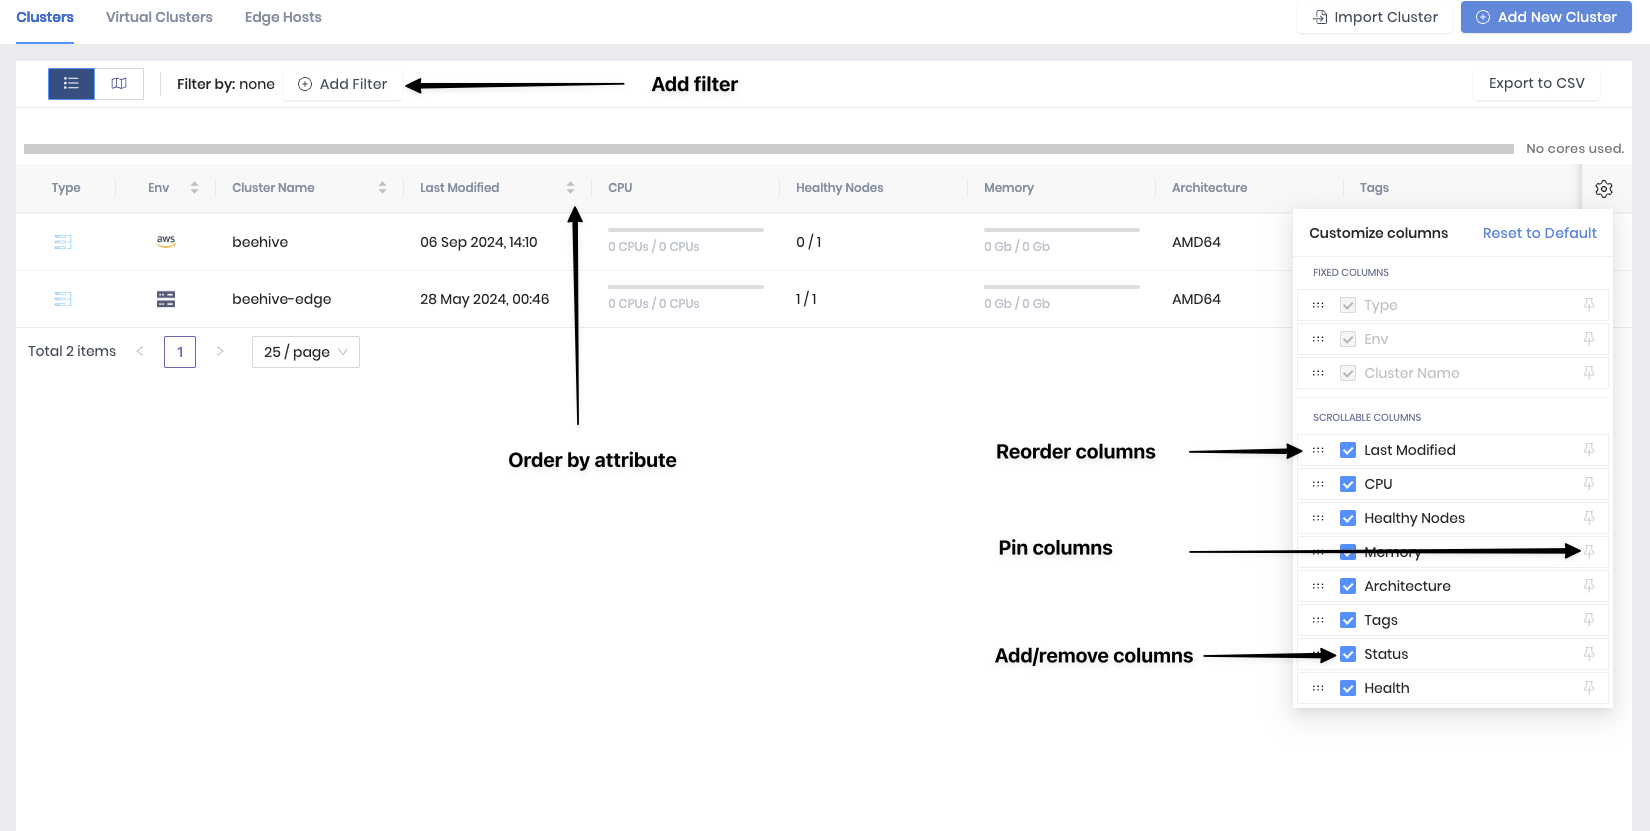 Clusters Virtual Clusters Edge Hosts Import Cluster Add New Cluster
Filter by: none Add Filter Add filter Export to CSV
No cores used.
Type Env Cluster Name Last Modified CPU Healthy Nodes Memory Architecture Tags
aws beehive 06 Sep 2024, 14:10 0 CPUs / 0 CPUs 0 / 1 0 Gb / 0 Gb AMD64
beehive-edge 28 May 2024, 00:46 0 CPUs / 0 CPUs 1 / 1 0 Gb / 0 Gb AMD64
Total 2 items < 1 > 25 / page
Order by attribute
Customize columns Reset to Default
FIXED COLUMNS
Type
Env
Cluster Name
SCROLLABLE COLUMNS
Reorder columns Last Modified
CPU
Healthy Nodes
Pin columns Memory
Architecture
Tags
Add/remove columns Status
Health